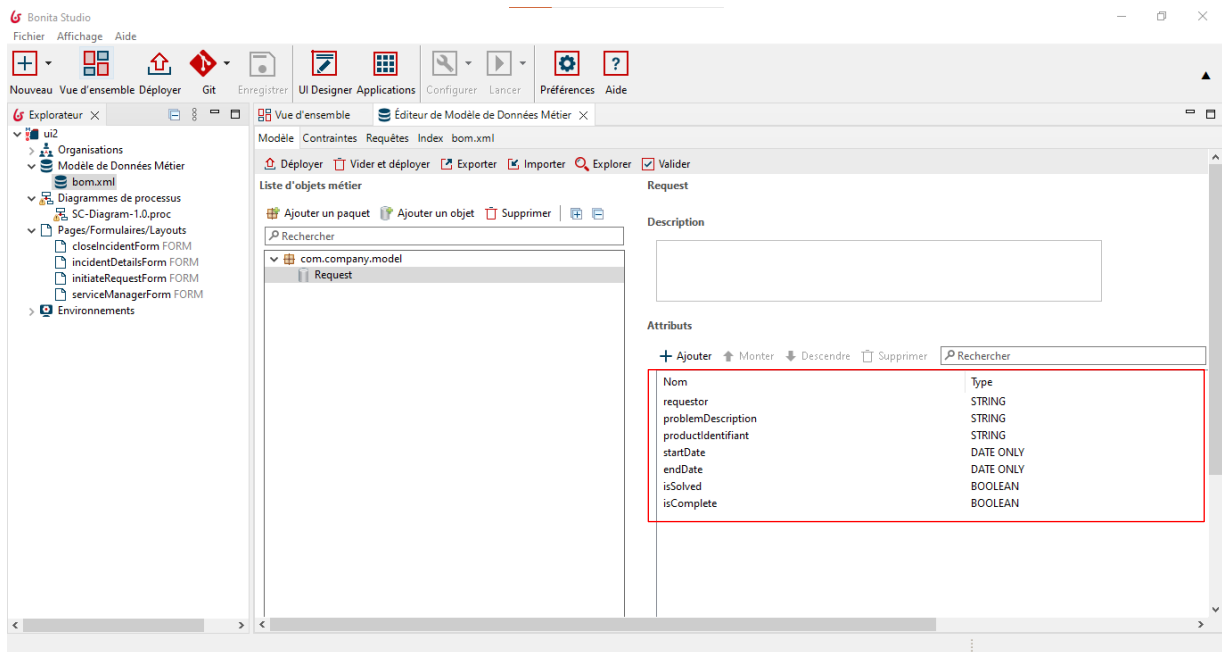 Bonita Studio
Fichier Affichage Aide
Nouveau Vue d'ensemble Déployer Git Enregistrer UI Designer Applications Configurer Lancer Préférences Aide
Explorateur
Vue d'ensemble Éditeur de Modèle de Données Métier
ui2
Organisations
Modèle de Données Métier
bom.xml
Diagrammes de processus
SC-Diagram-1.0.proc
Pages/Formulaires/Layouts
closeIncidentForm FORM
incidentDetailsForm FORM
initiateRequestForm FORM
serviceManagerForm FORM
Environnements
Modèle Contraintes Requêtes Index bom.xml
Déployer Vider et déployer Exporter Importer Explorer Valider
Liste d'objets métier
Ajouter un paquet Ajouter un objet Supprimer
Rechercher
com.company.model
Request
Request
Description
Attributs
Ajouter Monter Descendre Supprimer Rechercher
Nom Type
requestor STRING
problemDescription STRING
productIdentifiant STRING
startDate DATE ONLY
endDate DATE ONLY
isSolved BOOLEAN
isComplete BOOLEAN